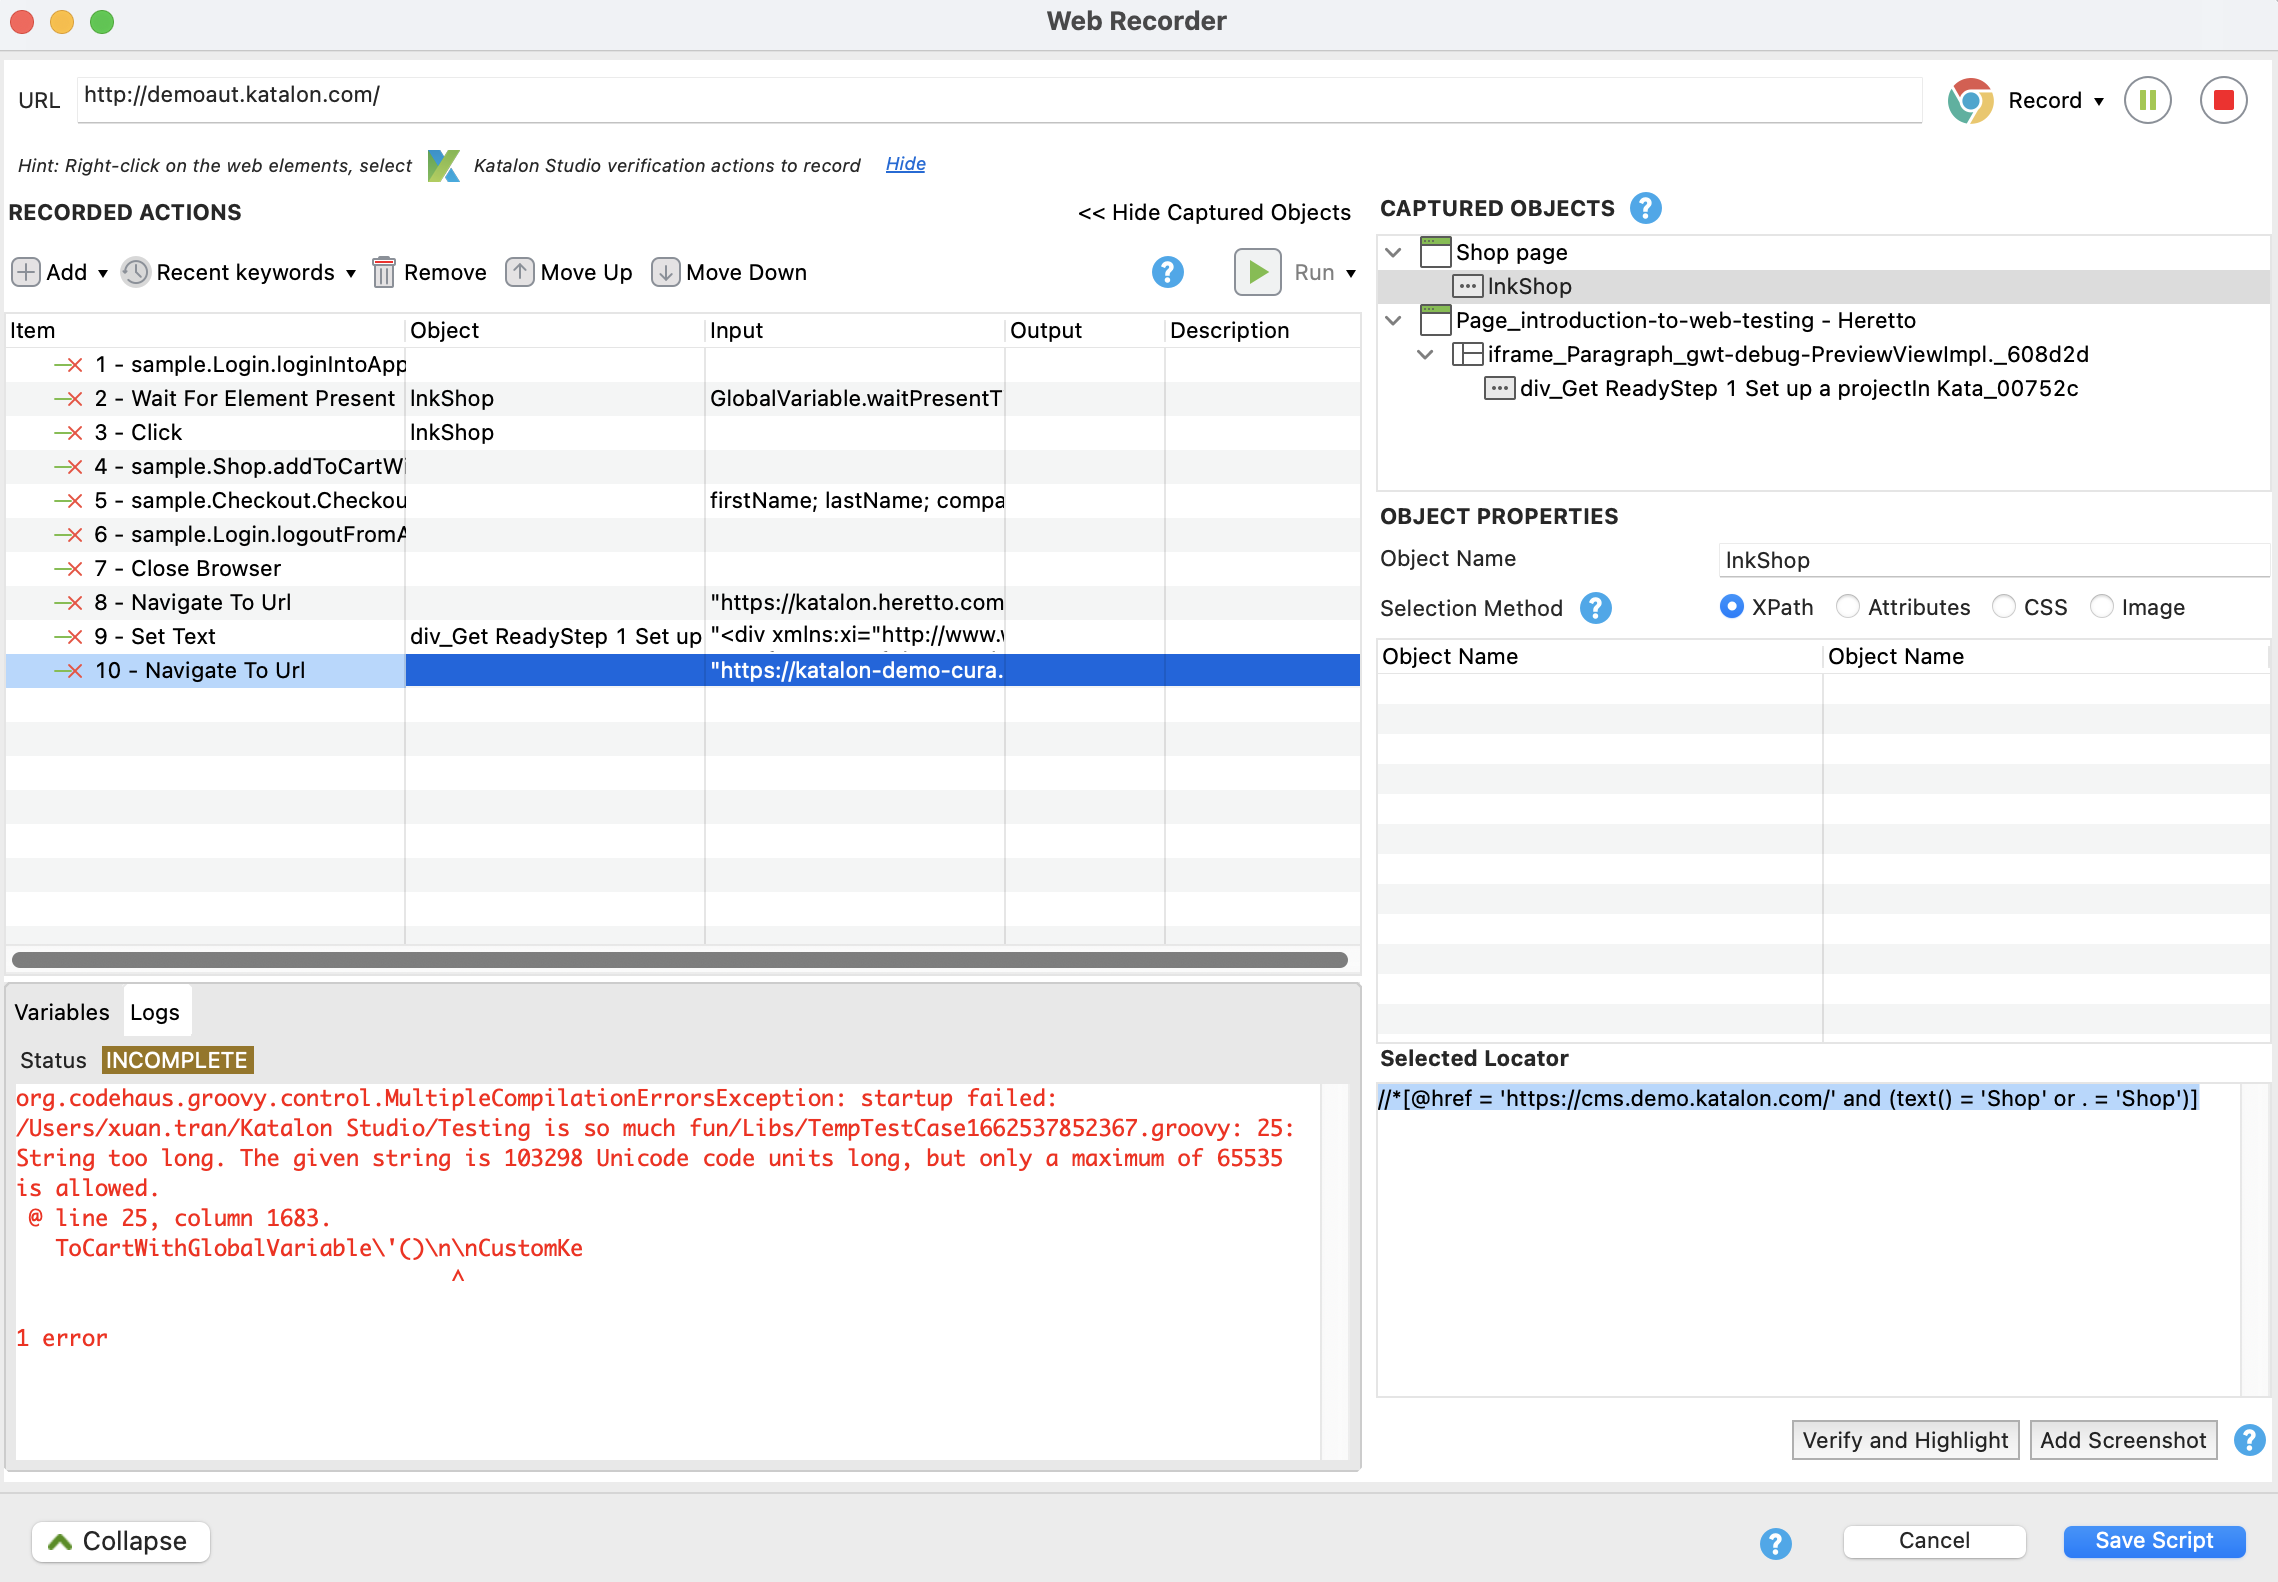 Web Recorder
URL http://demoaut.katalon.com/ Record
Hint: Right-click on the web elements, select Katalon Studio verification actions to record Hide
RECORDED ACTIONS << Hide Captured Objects
Add Recent keywords Remove Move Up Move Down ? Run
Item Object Input Output Description
1 - sample.Login.loginIntoApp
2 - Wait For Element Present lnkShop GlobalVariable.waitPresentT
3 - Click lnkShop
4 - sample.Shop.addToCartWi
5 - sample.Checkout.Checkou firstName; lastName; compa
6 - sample.Login.logoutFromA
7 - Close Browser
8 - Navigate To Url "https://katalon.heretto.com
9 - Set Text div_Get ReadyStep 1 Set up "<div xmlns:xi="http://www.w
10 - Navigate To Url "https://katalon-demo-cura.
Variables Logs
Status INCOMPLETE
org.codehaus.groovy.control.MultipleCompilationErrorsException: startup failed:
/Users/xuan.tran/Katalon Studio/Testing is so much fun/Libs/TempTestCase1662537852367.groovy: 25:
String too long. The given string is 103298 Unicode code units long, but only a maximum of 65535
is allowed.
@ line 25, column 1683.
ToCartWithGlobalVariable\'()\n\nCustomKe
^
1 error
CAPTURED OBJECTS ?
Shop page
lnkShop
Page_introduction-to-web-testing - Heretto
iframe_Paragraph_gwt-debug-PreviewViewImpl._608d2d
div_Get ReadyStep 1 Set up a projectIn Kata_00752c
OBJECT PROPERTIES
Object Name lnkShop
Selection Method ? XPath Attributes CSS Image
Object Name Object Name
Selected Locator
//*[@href = 'https://cms.demo.katalon.com/' and (text() = 'Shop' or . = 'Shop')]
Verify and Highlight Add Screenshot ?
Collapse ? Cancel Save Script